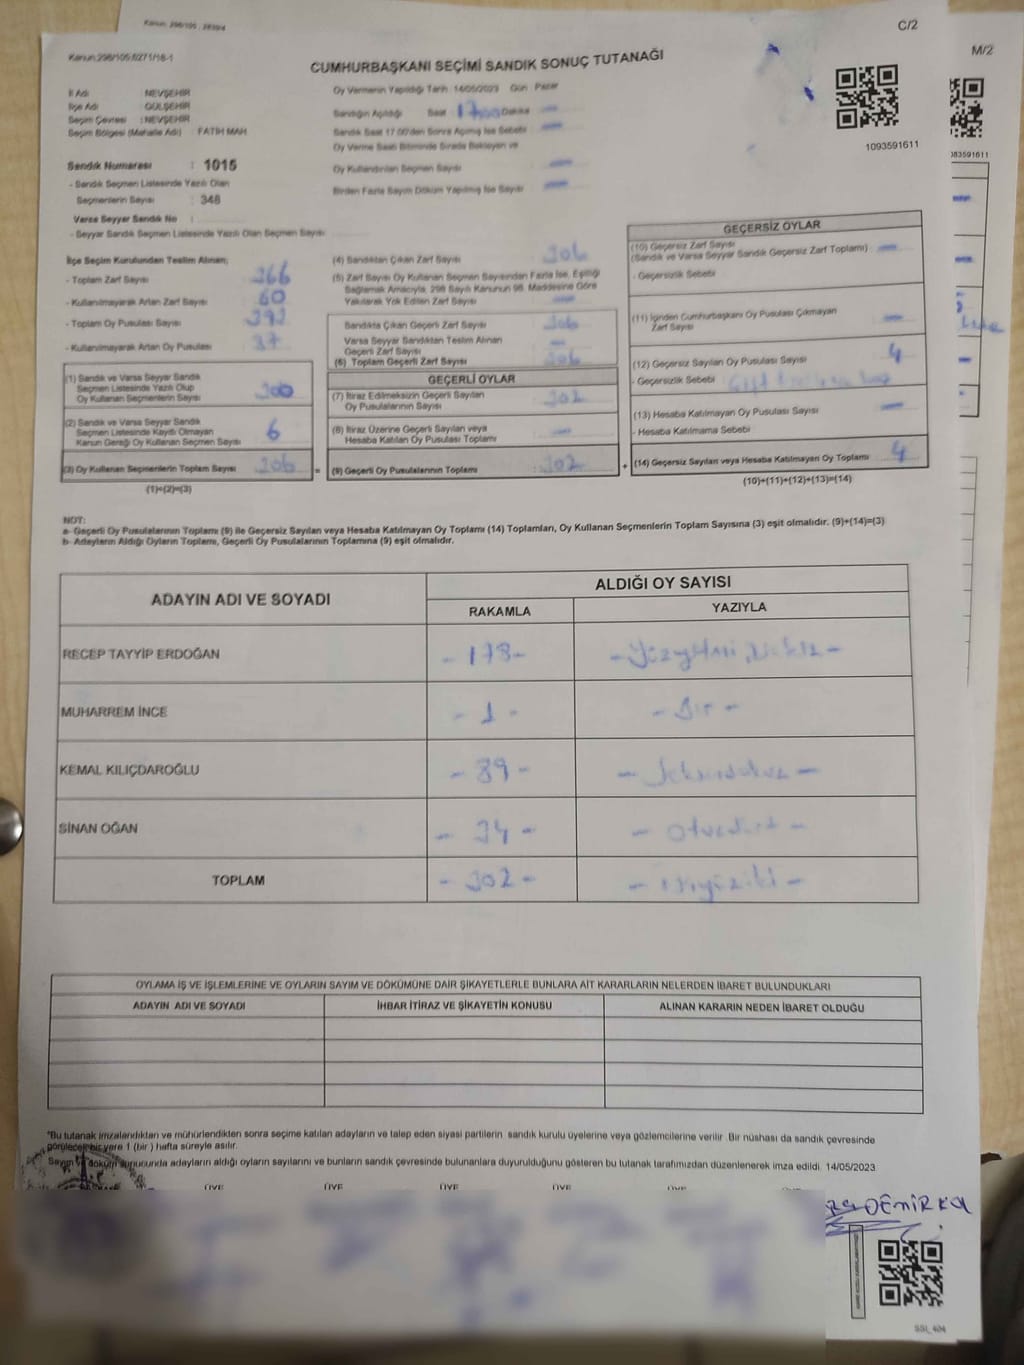 Kanun: 298/105 : 2839/4
C/2
M/2
Kanun:298/105:6271/18-1
CUMHURBAŞKANI SEÇİMİ SANDIK SONUÇ TUTANAĞI
İl Adı : NEVŞEHİR
İlçe Adı : GÜLŞEHİR
Seçim Çevresi : NEVŞEHİR
Seçim Bölgesi (Mahalle Adı) : FATİH MAH.
Sandık Numarası : 1015
- Sandık Seçmen Listesinde Yazılı Olan
Seçmenlerin Sayısı : 348
Varsa Seyyar Sandık No :
- Seyyar Sandık Seçmen Listesinde Yazılı Olan Seçmen Sayısı
Oy Vermenin Yapıldığı Tarih : 14/05/2023 Gün : Pazar
Sandığın Açıldığı Saat : 17:00 Dakika
Sandık Saat 17:00'den Sonra Açılmış İse Sebebi
Oy Verme Saati Bitiminde Sırada Bekleyen ve
Oy Kullandırılan Seçmen Sayısı
Birden Fazla Sayım Döküm Yapılmış İse Sayısı
1093591611
İlçe Seçim Kurulundan Teslim Alınan;
- Toplam Zarf Sayısı 366
- Kullanılmayarak Artan Zarf Sayısı 60
- Toplam Oy Pusulası Sayısı
- Kullanılmayarak Artan Oy Pusulası 37
(1) Sandık ve Varsa Seyyar Sandık
Seçmen Listesinde Yazılı Olup
Oy Kullanan Seçmenlerin Sayısı 300
(2) Sandık ve Varsa Seyyar Sandık
Seçmen Listesinde Kayıtlı Olmayan
Kanun Gereği Oy Kullanan Seçmen Sayısı 6
(3) Oy Kullanan Seçmenlerin Toplam Sayısı 306
(1)+(2)=(3)
(4) Sandıktan Çıkan Zarf Sayısı 306
(5) Zarf Sayısı Oy Kullanan Seçmen Sayısından Fazla İse, Eşitliği
Sağlamak Amacıyla, 298 Sayılı Kanunun 98. Maddesine Göre
Yakılarak Yok Edilen Zarf Sayısı
Sandıkta Çıkan Geçerli Zarf Sayısı 306
Varsa Seyyar Sandıktan Teslim Alınan
Geçerli Zarf Sayısı
(6) Toplam Geçerli Zarf Sayısı 306
GEÇERLİ OYLAR
(7) İtiraz Edilmeksizin Geçerli Sayılan
Oy Pusulalarının Sayısı 302
(8) İtiraz Üzerine Geçerli Sayılan veya
Hesaba Katılan Oy Pusulası Toplamı
= (9) Geçerli Oy Pusulalarının Toplamı : 302
GEÇERSİZ OYLAR
(10) Geçersiz Zarf Sayısı
(Sandık ve Varsa Seyyar Sandık Geçersiz Zarf Toplamı)
- Geçersizlik Sebebi
(11) İçinden Cumhurbaşkanı Oy Pusulası Çıkmayan
Zarf Sayısı
(12) Geçersiz Sayılan Oy Pusulası Sayısı 4
- Geçersizlik Sebebi
(13) Hesaba Katılmayan Oy Pusulası Sayısı
- Hesaba Katılmama Sebebi
+ (14) Geçersiz Sayılan veya Hesaba Katılmayan Oy Toplamı 4
(10)+(11)+(12)+(13)=(14)
NOT:
a- Geçerli Oy Pusulalarının Toplamı (9) ile Geçersiz Sayılan veya Hesaba Katılmayan Oy Toplamı (14) Toplamları, Oy Kullanan Seçmenlerin Toplam Sayısına (3) eşit olmalıdır. (9)+(14)=(3)
b- Adayların Aldığı Oyların Toplamı, Geçerli Oy Pusulalarının Toplamına (9) eşit olmalıdır.
ADAYIN ADI VE SOYADI
ALDIĞI OY SAYISI
RAKAMLA YAZIYLA
RECEP TAYYİP ERDOĞAN - 178 -
MUHARREM İNCE - 1 - - Bir -
KEMAL KILIÇDAROĞLU - 89 - - Seksendokuz -
SİNAN OĞAN - 34 - - Otuzdört -
TOPLAM - 302 - - Üçyüziki -
OYLAMA İŞ VE İŞLEMLERİNE VE OYLARIN SAYIM VE DÖKÜMÜNE DAİR ŞİKAYETLERLE BUNLARA AİT KARARLARIN NELERDEN İBARET BULUNDUKLARI
ADAYIN ADI VE SOYADI İHBAR İTİRAZ VE ŞİKAYETİN KONUSU ALINAN KARARIN NEDEN İBARET OLDUĞU
"Bu tutanak imzalandıktan ve mühürlendikten sonra seçime katılan adayların ve talep eden siyasi partilerin sandık kurulu üyelerine veya gözlemcilerine verilir. Bir nüshası da sandık çevresinde
görülecek bir yere 1 (bir ) hafta süreyle asılır.
Sayım ve döküm sonucunda adayların aldığı oyların sayılarını ve bunların sandık çevresinde bulunanlara duyurulduğunu gösteren bu tutanak tarafımızdan düzenlenerek imza edildi. 14/05/2023
ÜYE ÜYE ÜYE ÜYE ÜYE
SSİ_404